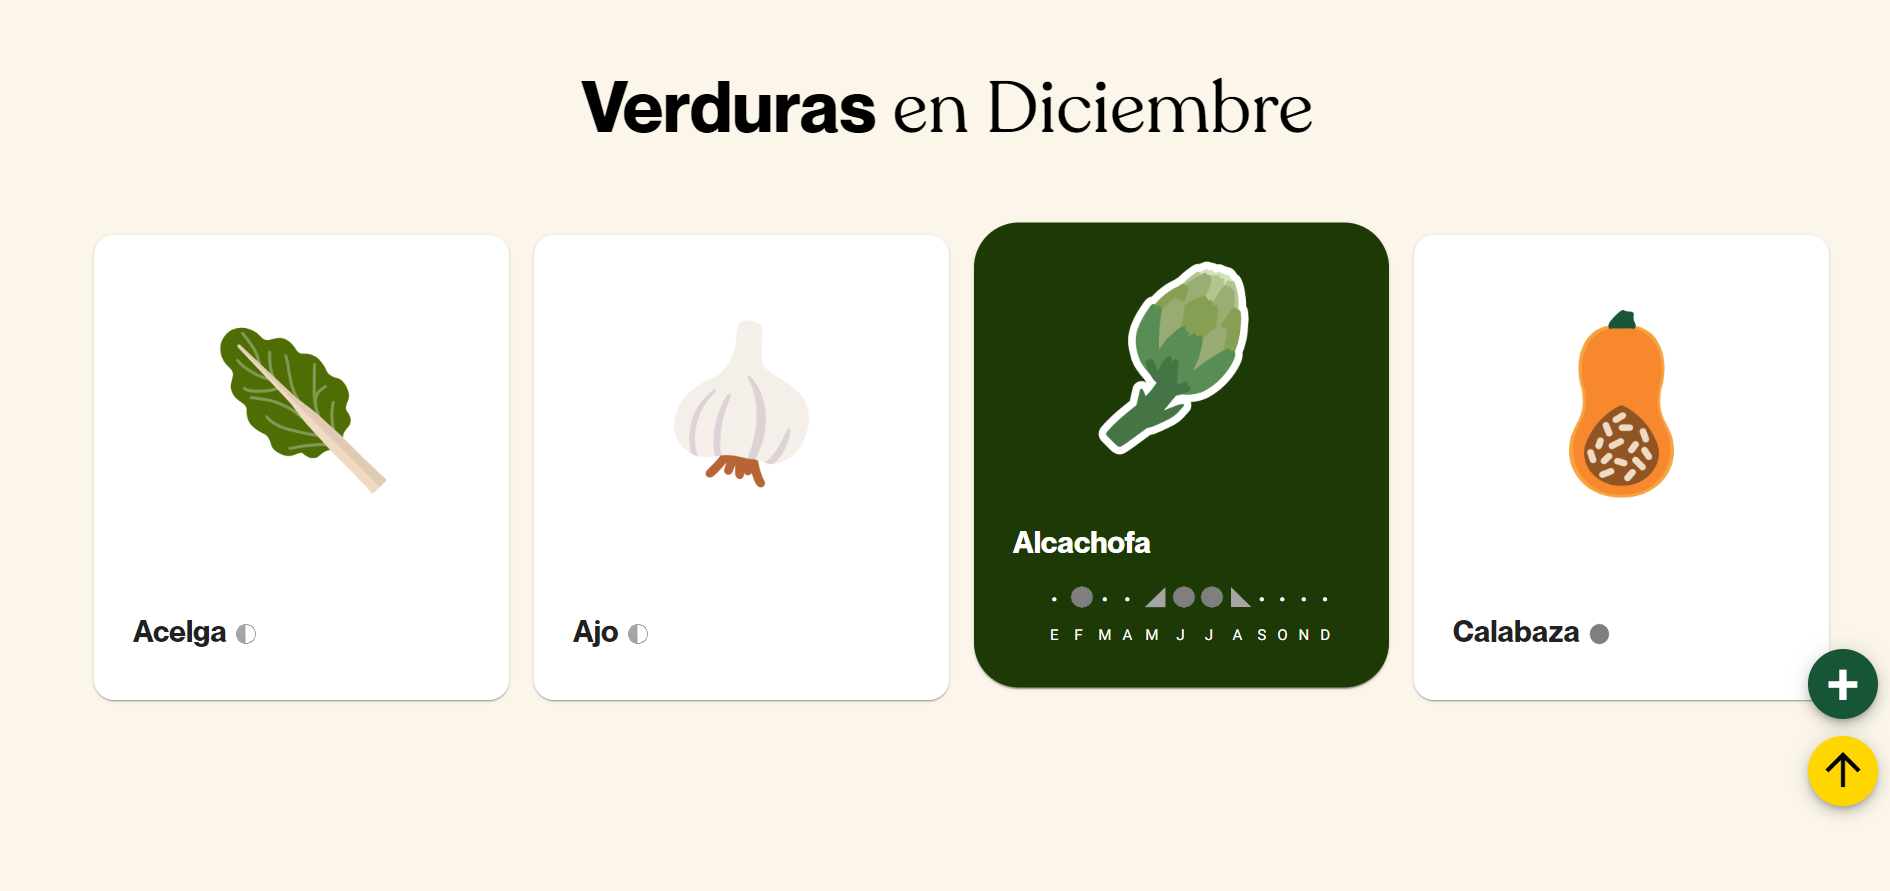 Verduras en Diciembre
Acelga
Ajo
Alcachofa
E F M A M J J A S O N D
Calabaza